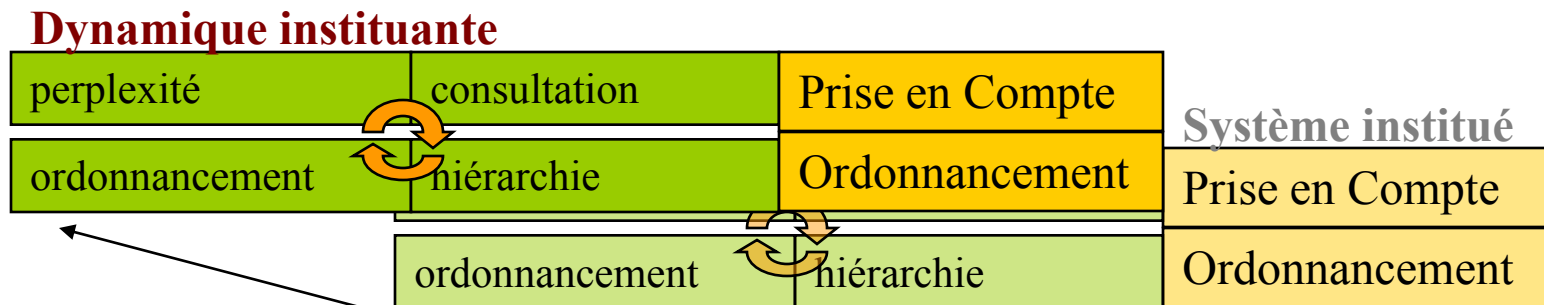 Dynamique instituante
perplexité consultation Prise en Compte
Système institué
ordonnancement hiérarchie Ordonnancement
Prise en Compte
ordonnancement hiérarchie Ordonnancement